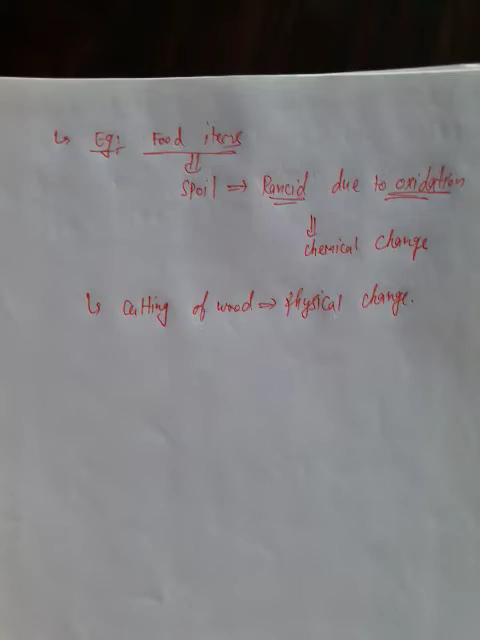 ↳ Eg: Food items
⇓
Spoil ⇒ Rancid due to oxidation
⇓
chemical change
↳ cutting of wood ⇒ physical change.